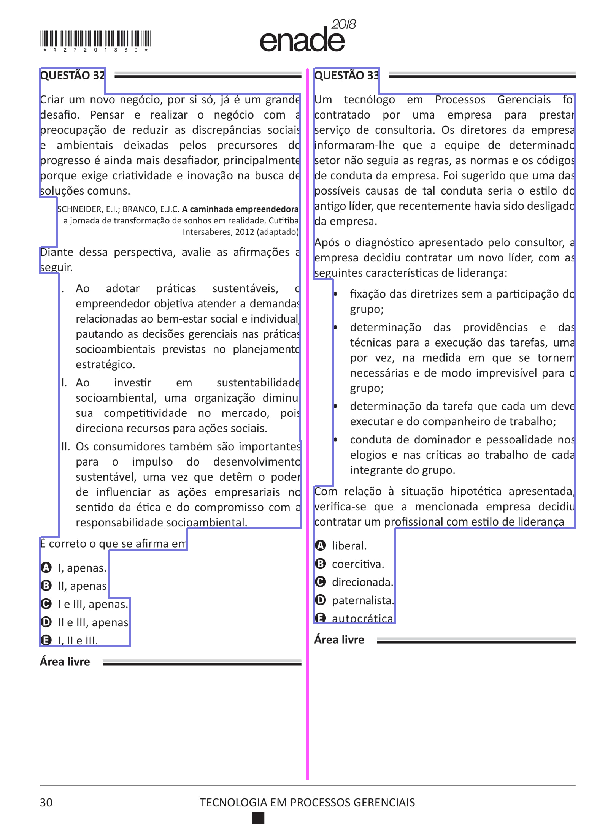 *R27201830*
enade 2018
QUESTÃO 32
Criar um novo negócio, por si só, já é um grande
desafio. Pensar e realizar o negócio com a
preocupação de reduzir as discrepâncias sociais
e ambientais deixadas pelos precursores do
progresso é ainda mais desafiador, principalmente
porque exige criatividade e inovação na busca de
soluções comuns.
SCHNEIDER, E.I.; BRANCO, E.J.C. A caminhada empreendedora:
a jornada de transformação de sonhos em realidade. Curitiba:
Intersaberes, 2012 (adaptado).
Diante dessa perspectiva, avalie as afirmações a
seguir.
I. Ao adotar práticas sustentáveis, o
empreendedor objetiva atender a demandas
relacionadas ao bem-estar social e individual,
pautando as decisões gerenciais nas práticas
socioambientais previstas no planejamento
estratégico.
II. Ao investir em sustentabilidade
socioambiental, uma organização diminui
sua competitividade no mercado, pois
direciona recursos para ações sociais.
III. Os consumidores também são importantes
para o impulso do desenvolvimento
sustentável, uma vez que detêm o poder
de influenciar as ações empresariais no
sentido da ética e do compromisso com a
responsabilidade socioambiental.
É correto o que se afirma em
A I, apenas.
B II, apenas.
C I e III, apenas.
D II e III, apenas.
E I, II e III.
Área livre
QUESTÃO 33
Um tecnólogo em Processos Gerenciais foi
contratado por uma empresa para prestar
serviço de consultoria. Os diretores da empresa
informaram-lhe que a equipe de determinado
setor não seguia as regras, as normas e os códigos
de conduta da empresa. Foi sugerido que uma das
possíveis causas de tal conduta seria o estilo do
antigo líder, que recentemente havia sido desligado
da empresa.
Após o diagnóstico apresentado pelo consultor, a
empresa decidiu contratar um novo líder, com as
seguintes características de liderança:
• fixação das diretrizes sem a participação do
grupo;
• determinação das providências e das
técnicas para a execução das tarefas, uma
por vez, na medida em que se tornem
necessárias e de modo imprevisível para o
grupo;
• determinação da tarefa que cada um deve
executar e do companheiro de trabalho;
• conduta de dominador e pessoalidade nos
elogios e nas críticas ao trabalho de cada
integrante do grupo.
Com relação à situação hipotética apresentada,
verifica-se que a mencionada empresa decidiu
contratar um profissional com estilo de liderança
A liberal.
B coercitiva.
C direcionada.
D paternalista.
E autocrática.
Área livre
30
TECNOLOGIA EM PROCESSOS GERENCIAIS